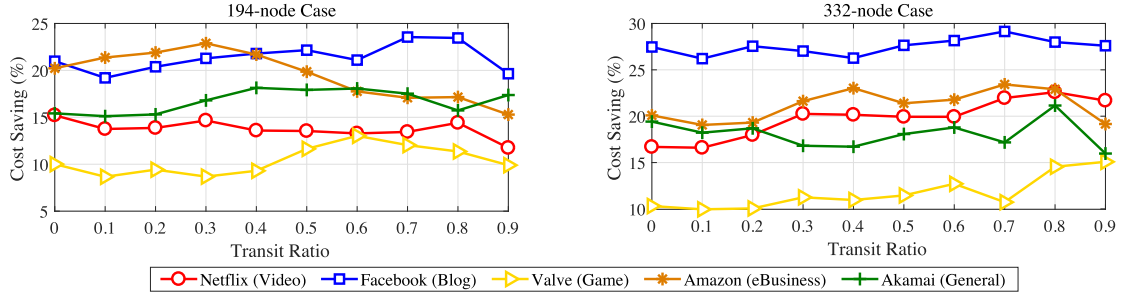 194-node Case
25
20
15
10
5
Cost Saving (%)
0 0.1 0.2 0.3 0.4 0.5 0.6 0.7 0.8 0.9
Transit Ratio
332-node Case
30
25
20
15
10
Cost Saving (%)
0 0.1 0.2 0.3 0.4 0.5 0.6 0.7 0.8 0.9
Transit Ratio
Netflix (Video) Facebook (Blog) Valve (Game) Amazon (eBusiness) Akamai (General)